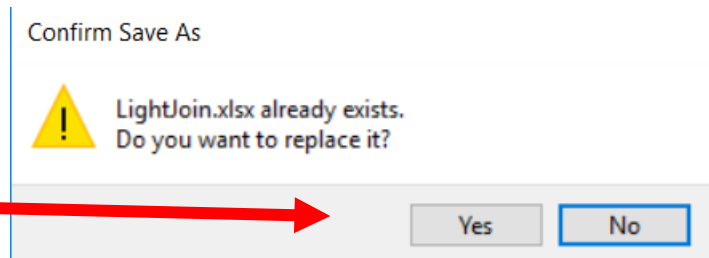 Confirm Save As
LightJoin.xlsx already exists.
Do you want to replace it?
Yes No